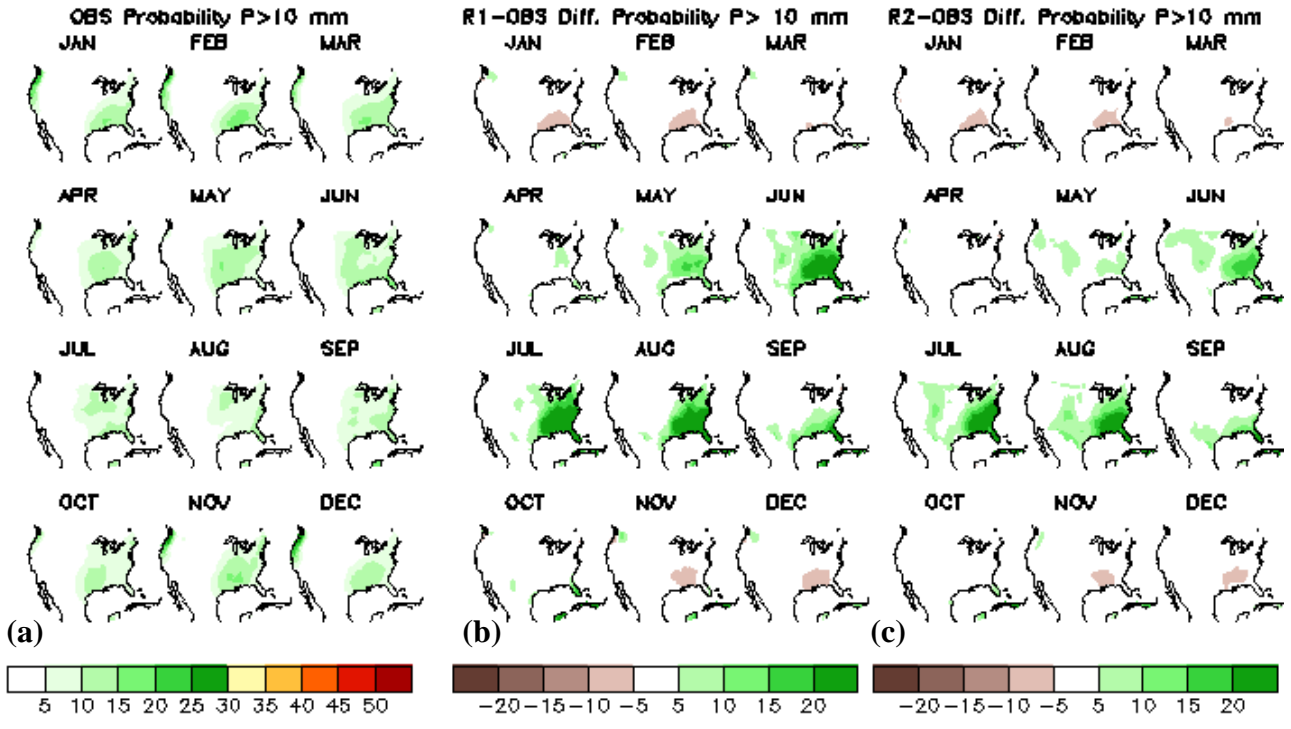 OBS Probability P>10 mm
JAN FEB MAR
APR MAY JUN
JUL AUG SEP
OCT NOV DEC
(a)
5 10 15 20 25 30 35 40 45 50
R1-OBS Diff. Probability P> 10 mm
JAN FEB MAR
APR MAY JUN
JUL AUG SEP
OCT NOV DEC
(b)
-20 -15 -10 -5 5 10 15 20
R2-OBS Diff. Probability P>10 mm
JAN FEB MAR
APR MAY JUN
JUL AUG SEP
OCT NOV DEC
(c)
-20 -15 -10 -5 5 10 15 20